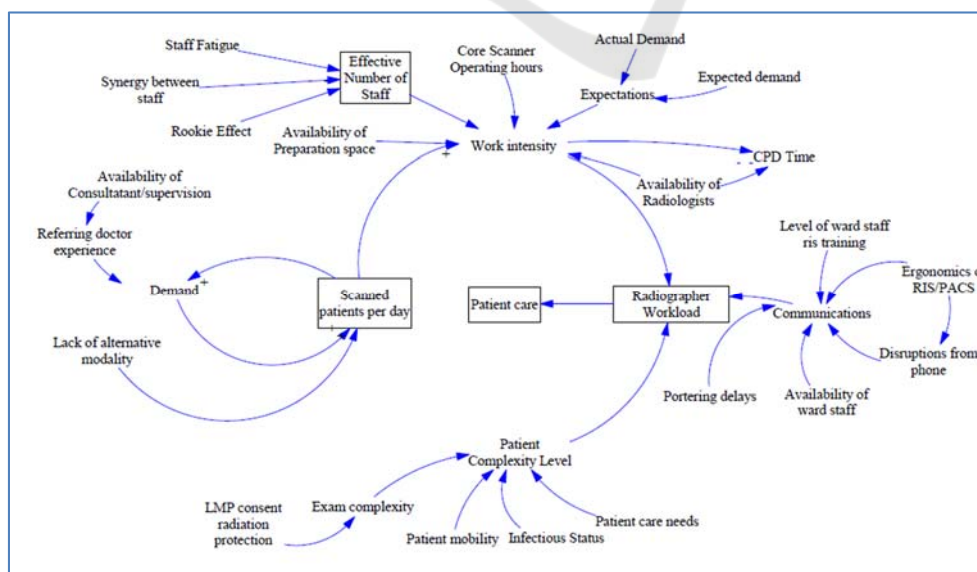 Staff Fatigue
Synergy between
staff
Rookie Effect
Effective
Number of
Staff
Core Scanner
Operating hours
Actual Demand
Expectations
Expected demand
Availability of
Preparation space
+
Work intensity
CPD Time
Availability of
Radiologists
Availability of
Consultatant/supervision
Referring doctor
experience
Demand
+
Scanned
patients per day
+
Lack of alternative
modality
Patient care
Radiographer
Workload
Level of ward staff
ris training
Ergonomics o
RIS/PACS
Communications
Disruptions from
phone
Portering delays
Availability of
ward staff
Patient
Complexity Level
LMP consent
radiation
protection
Exam complexity
Patient mobility
Infectious Status
Patient care needs